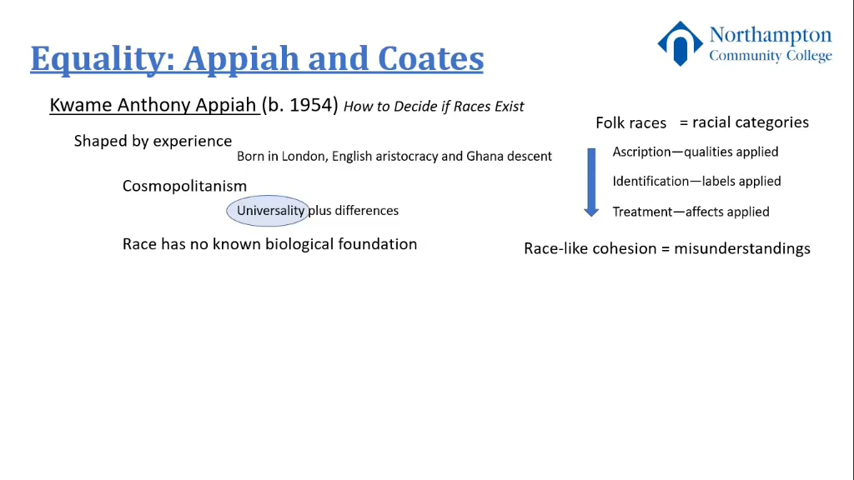 Equality: Appiah and Coates
Northampton
Community College
Kwame Anthony Appiah (b. 1954) How to Decide if Races Exist
Shaped by experience
Born in London, English aristocracy and Ghana descent
Cosmopolitanism
Universality plus differences
Race has no known biological foundation
Folk races = racial categories
Ascription—qualities applied
Identification—labels applied
Treatment—affects applied
Race-like cohesion = misunderstandings